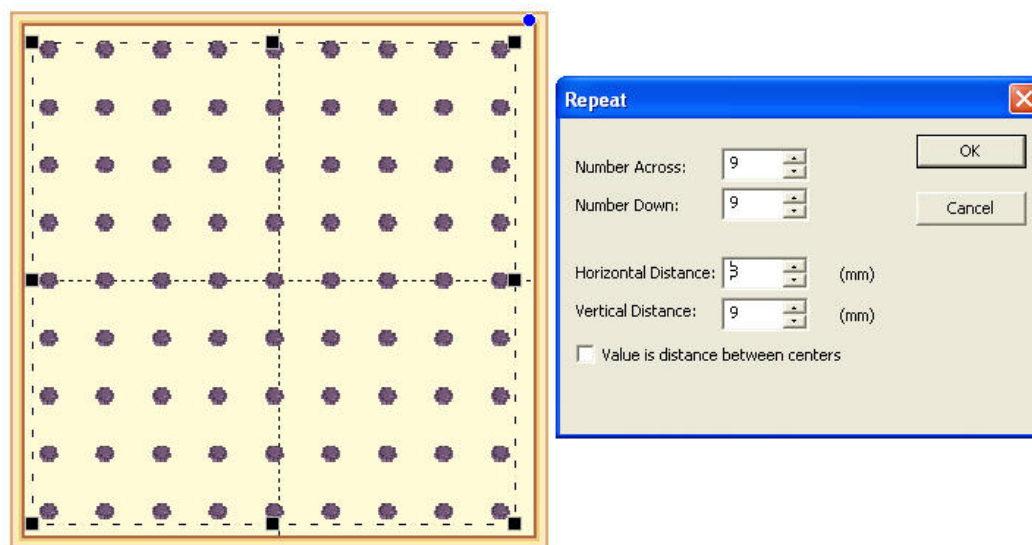 Repeat
Number Across: 9
OK
Number Down: 9
Cancel
Horizontal Distance: (mm)
Vertical Distance: 9 (mm)
Value is distance between centers